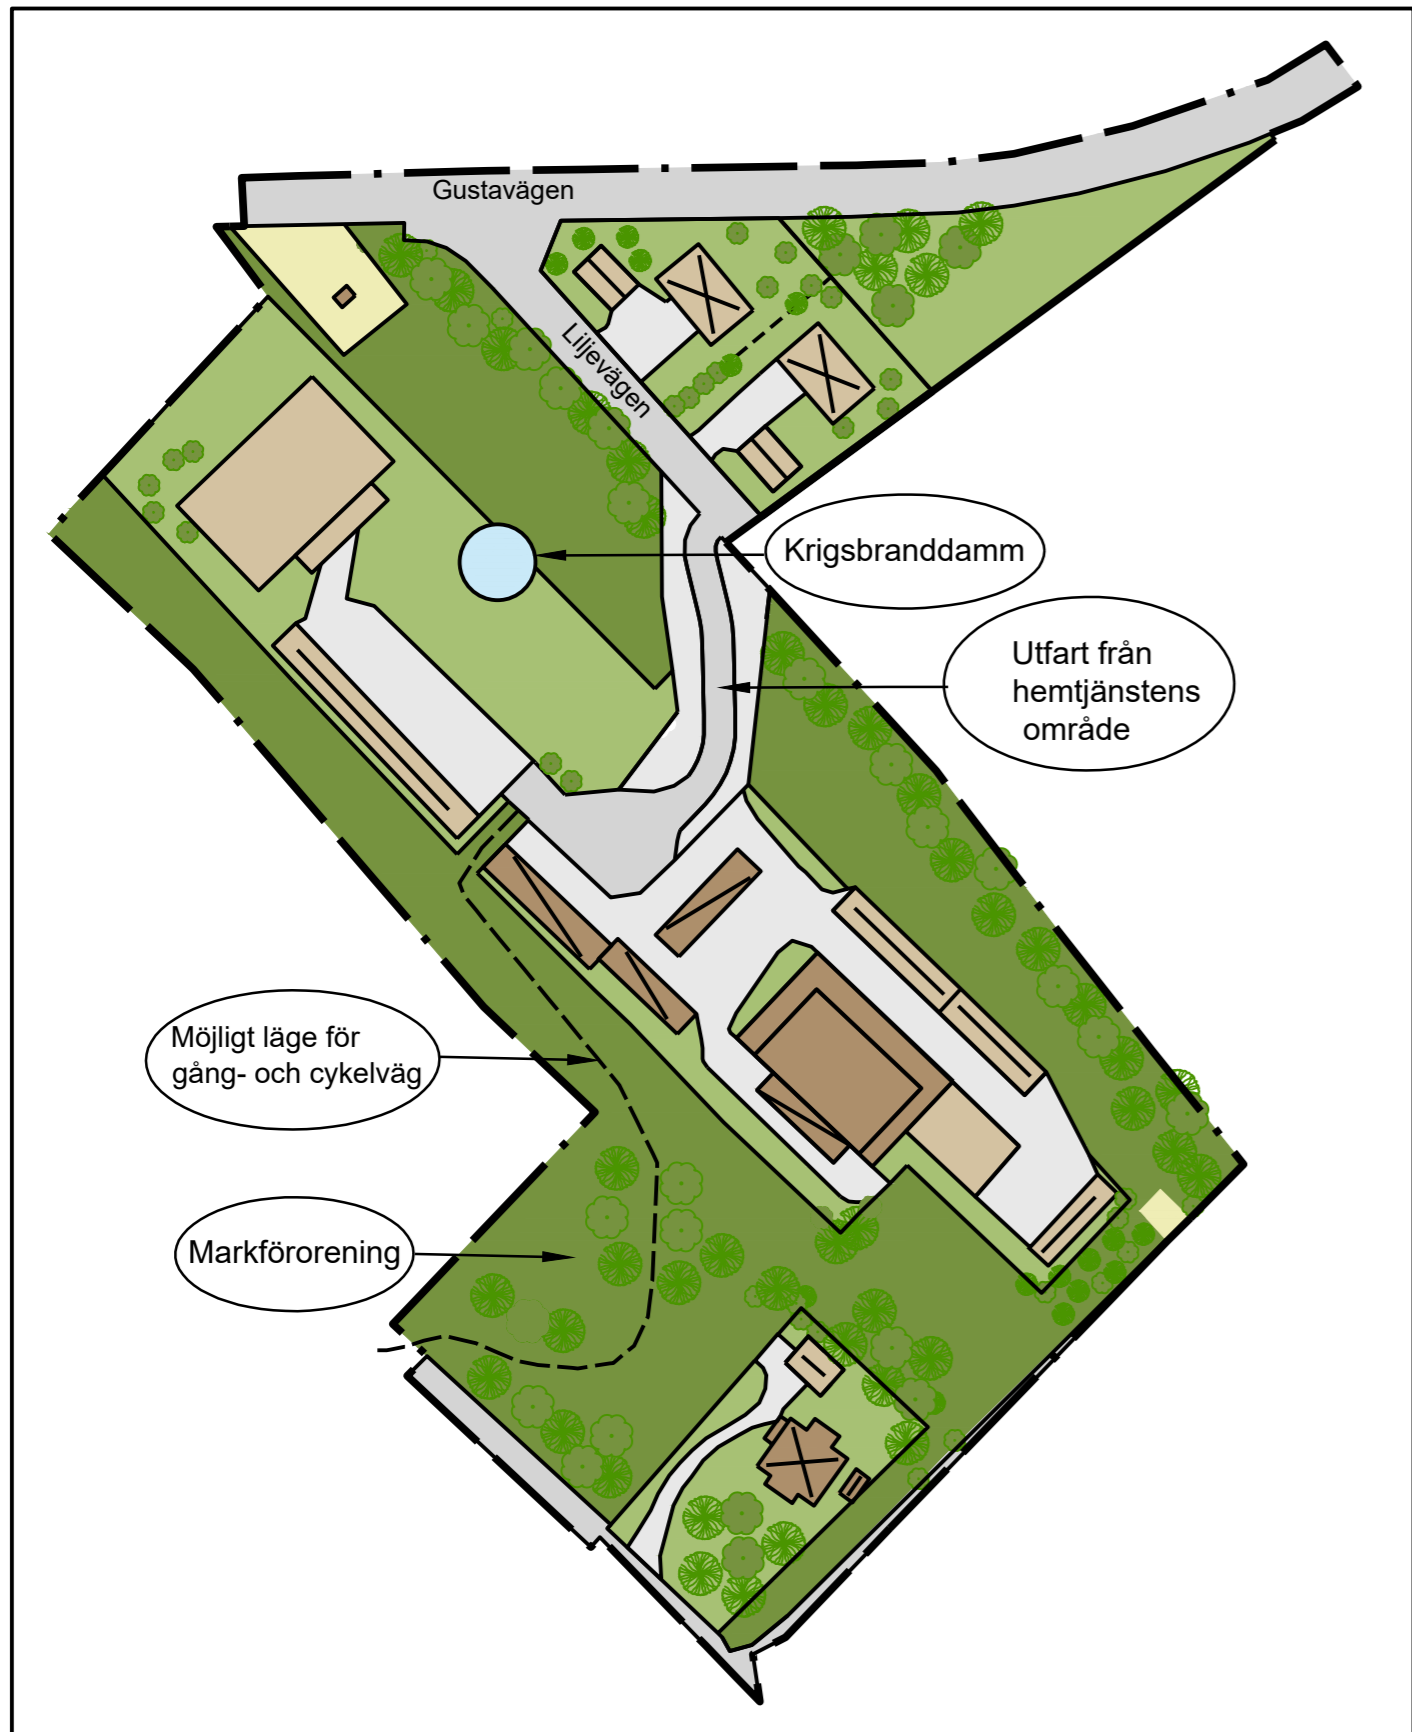 Gustavägen
Liljevägen
Krigsbranddamm
Utfart från
hemtjänstens
område
Möjligt läge för
gång- och cykelväg
Markförorening